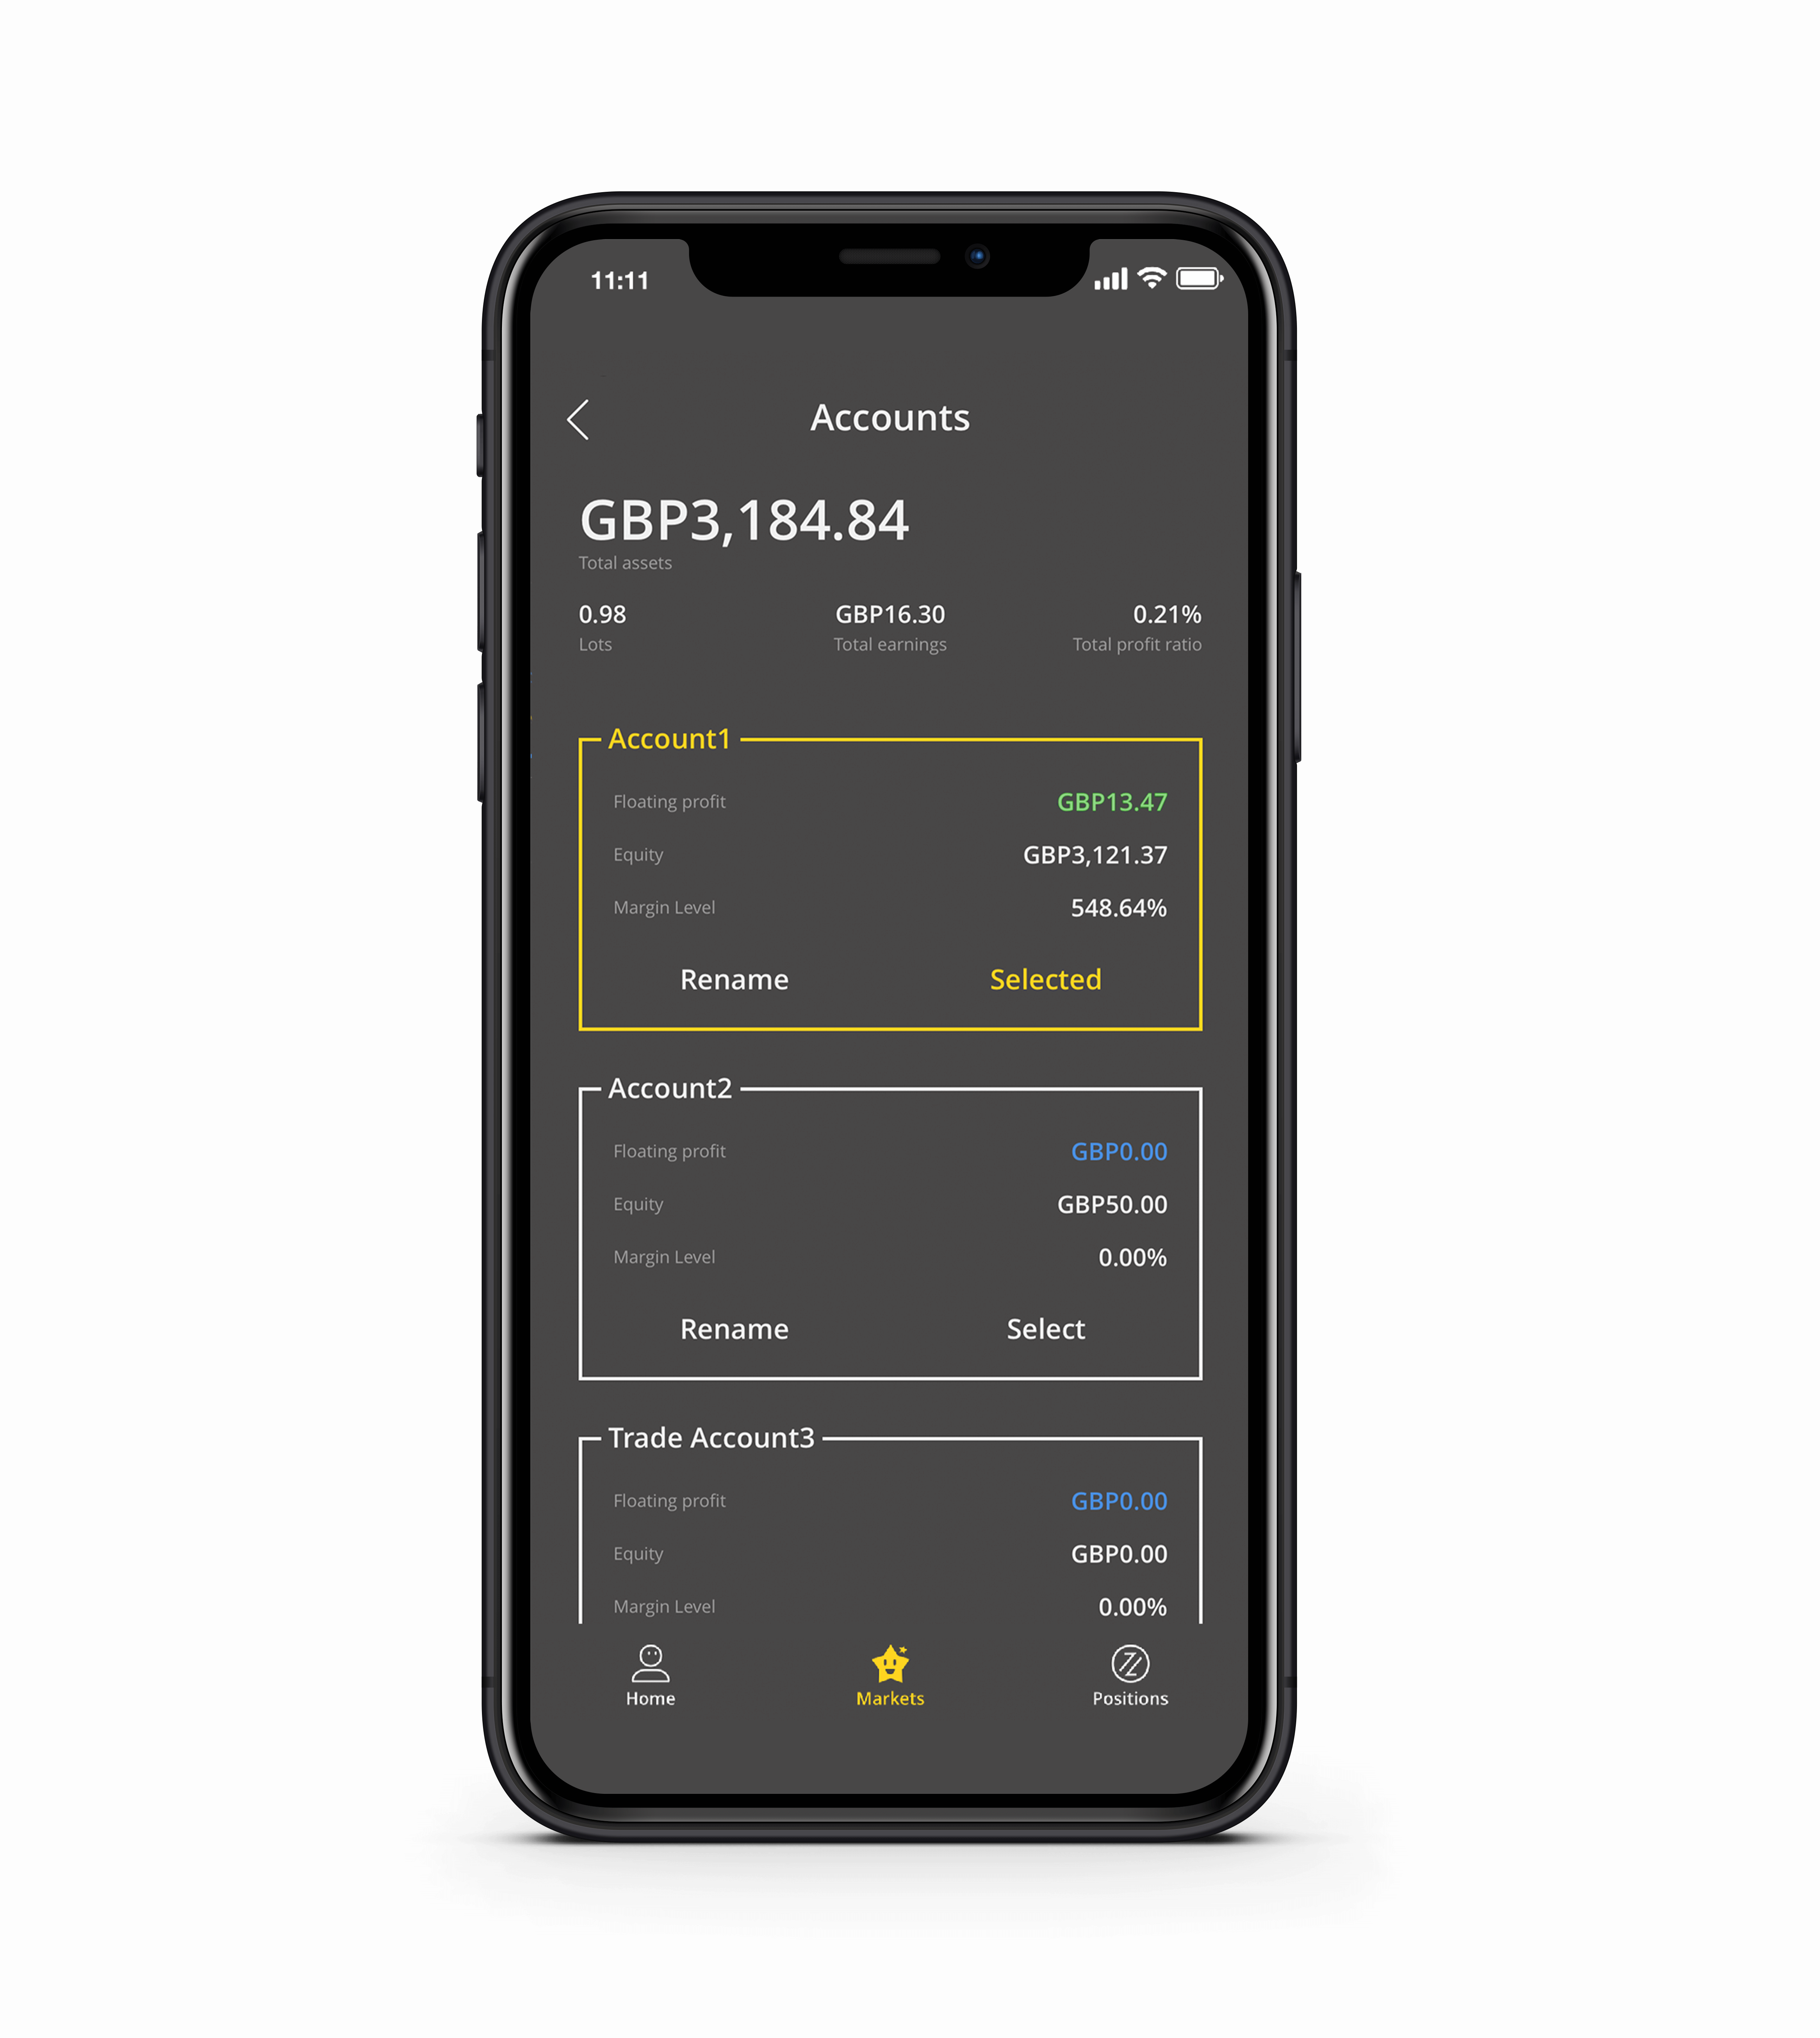 11:11
Accounts
GBP3,184.84
Total assets
0.98 GBP16.30 0.21%
Lots Total earnings Total profit ratio
Account1
Floating profit GBP13.47
Equity GBP3,121.37
Margin Level 548.64%
Rename Selected
Account2
Floating profit GBP0.00
Equity GBP50.00
Margin Level 0.00%
Rename Select
Trade Account3
Floating profit GBP0.00
Equity GBP0.00
Margin Level 0.00%
Home Markets Positions